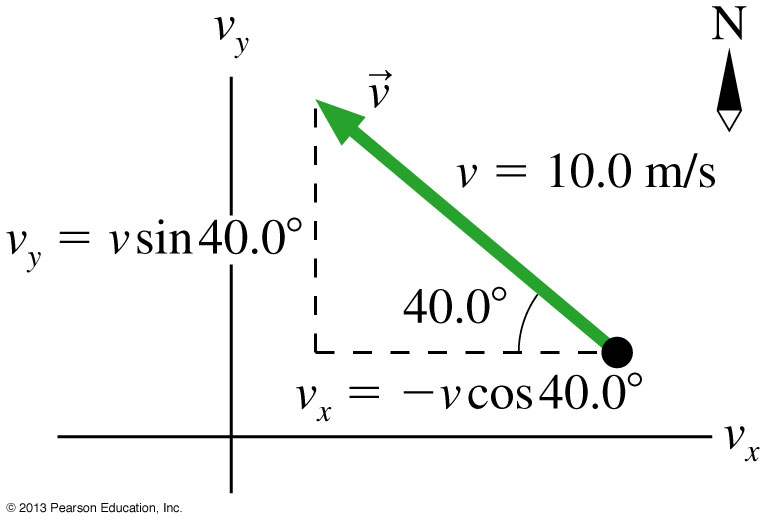 v_y
N
v⃗
v = 10.0 m/s
v_y = v sin 40.0°
40.0°
v_x = −v cos 40.0°
v_x
© 2013 Pearson Education, Inc.